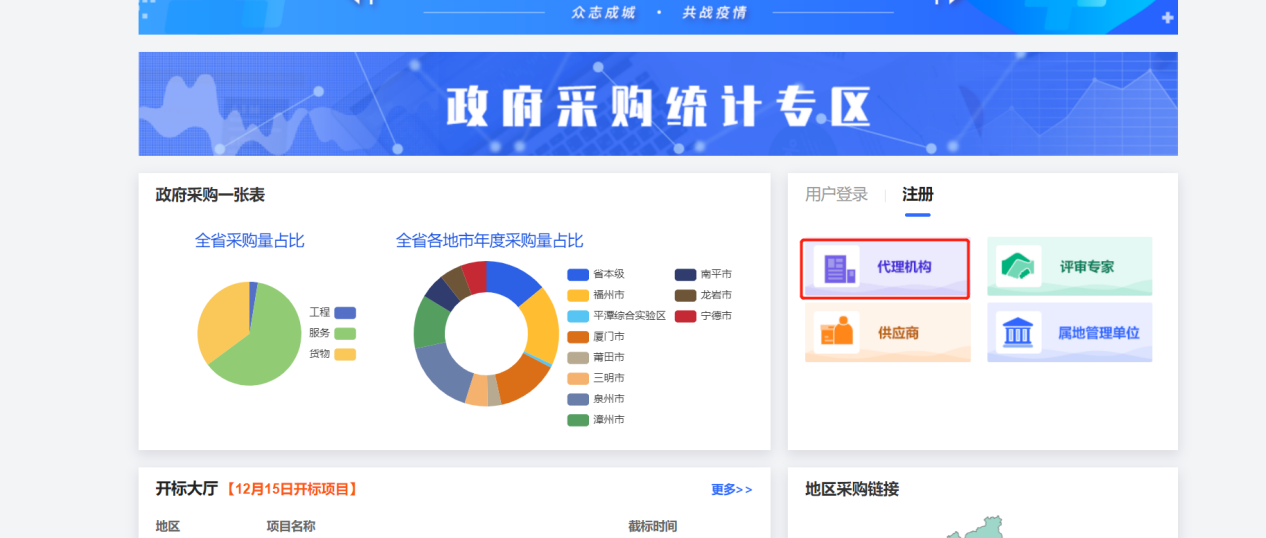 众志成城 · 共战疫情
政府采购统计专区
政府采购一张表
全省采购量占比
全省各地市年度采购量占比
工程
服务
货物
省本级
福州市
平潭综合实验区
厦门市
莆田市
三明市
泉州市
漳州市
南平市
龙岩市
宁德市
用户登录 | 注册
代理机构
评审专家
供应商
属地管理单位
开标大厅 【12月15日开标项目】 更多>>
地区 项目名称 截标时间
地区采购链接